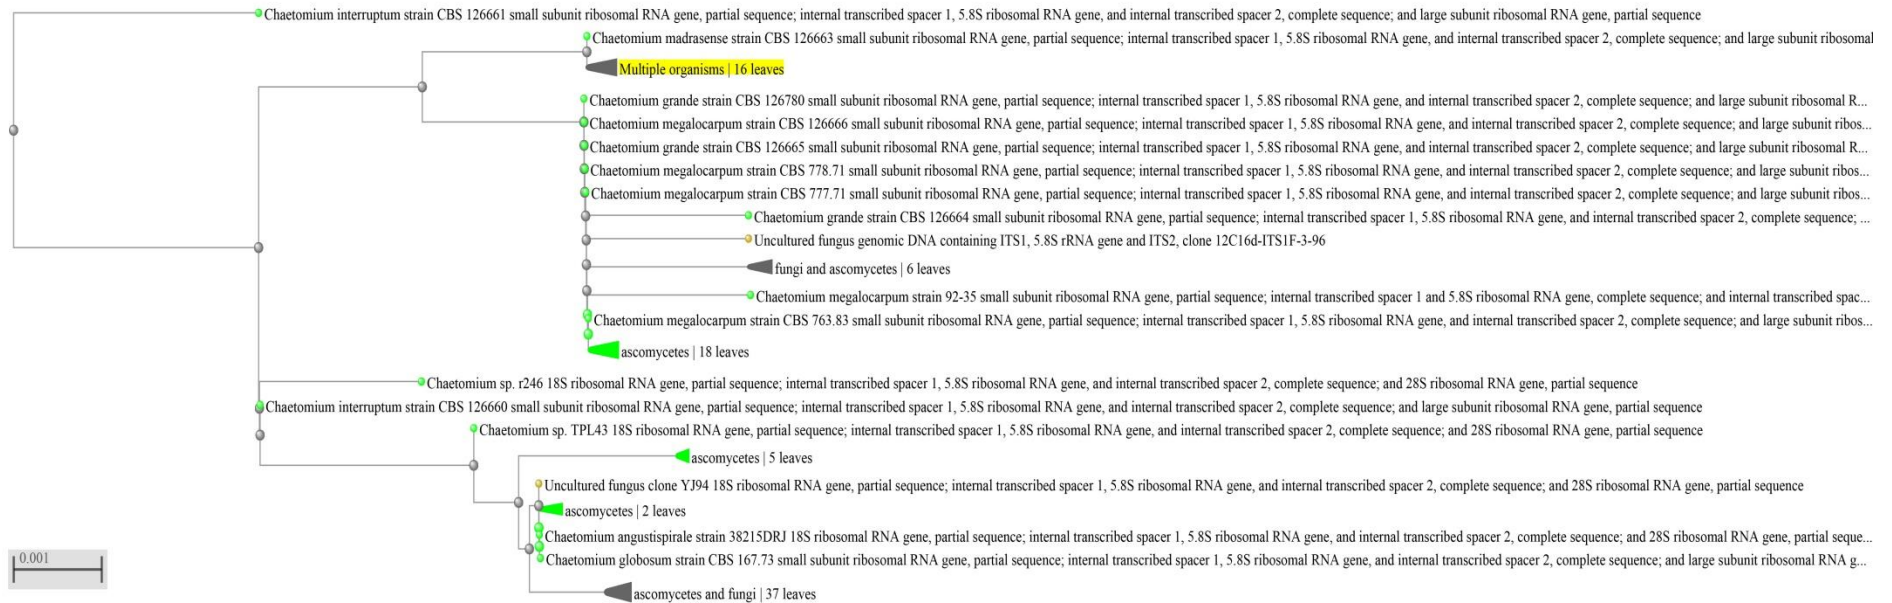 Chaetomium interruptum strain CBS 126661 small subunit ribosomal RNA gene, partial sequence; internal transcribed spacer 1, 5.8S ribosomal RNA gene, and internal transcribed spacer 2, complete sequence; and large subunit ribosomal RNA gene, partial sequence
Chaetomium madrasense strain CBS 126663 small subunit ribosomal RNA gene, partial sequence; internal transcribed spacer 1, 5.8S ribosomal RNA gene, and internal transcribed spacer 2, complete sequence; and large subunit ribosomal
Multiple organisms | 16 leaves
Chaetomium grande strain CBS 126780 small subunit ribosomal RNA gene, partial sequence; internal transcribed spacer 1, 5.8S ribosomal RNA gene, and internal transcribed spacer 2, complete sequence; and large subunit ribosomal R...
Chaetomium megalocarpum strain CBS 126666 small subunit ribosomal RNA gene, partial sequence; internal transcribed spacer 1, 5.8S ribosomal RNA gene, and internal transcribed spacer 2, complete sequence; and large subunit ribos...
Chaetomium grande strain CBS 126665 small subunit ribosomal RNA gene, partial sequence; internal transcribed spacer 1, 5.8S ribosomal RNA gene, and internal transcribed spacer 2, complete sequence; and large subunit ribosomal R...
Chaetomium megalocarpum strain CBS 778.71 small subunit ribosomal RNA gene, partial sequence; internal transcribed spacer 1, 5.8S ribosomal RNA gene, and internal transcribed spacer 2, complete sequence; and large subunit ribos...
Chaetomium megalocarpum strain CBS 777.71 small subunit ribosomal RNA gene, partial sequence; internal transcribed spacer 1, 5.8S ribosomal RNA gene, and internal transcribed spacer 2, complete sequence; and large subunit ribos...
Chaetomium grande strain CBS 126664 small subunit ribosomal RNA gene, partial sequence; internal transcribed spacer 1, 5.8S ribosomal RNA gene, and internal transcribed spacer 2, complete sequence; ...
Uncultured fungus genomic DNA containing ITS1, 5.8S rRNA gene and ITS2, clone 12C16d-ITS1F-3-96
fungi and ascomycetes | 6 leaves
Chaetomium megalocarpum strain 92-35 small subunit ribosomal RNA gene, partial sequence; internal transcribed spacer 1 and 5.8S ribosomal RNA gene, complete sequence; and internal transcribed spac...
Chaetomium megalocarpum strain CBS 763.83 small subunit ribosomal RNA gene, partial sequence; internal transcribed spacer 1, 5.8S ribosomal RNA gene, and internal transcribed spacer 2, complete sequence; and large subunit ribos...
ascomycetes | 18 leaves
Chaetomium sp. r246 18S ribosomal RNA gene, partial sequence; internal transcribed spacer 1, 5.8S ribosomal RNA gene, and internal transcribed spacer 2, complete sequence; and 28S ribosomal RNA gene, partial sequence
Chaetomium interruptum strain CBS 126660 small subunit ribosomal RNA gene, partial sequence; internal transcribed spacer 1, 5.8S ribosomal RNA gene, and internal transcribed spacer 2, complete sequence; and large subunit ribosomal RNA gene, partial sequence
Chaetomium sp. TPL43 18S ribosomal RNA gene, partial sequence; internal transcribed spacer 1, 5.8S ribosomal RNA gene, and internal transcribed spacer 2, complete sequence; and 28S ribosomal RNA gene, partial sequence
ascomycetes | 5 leaves
Uncultured fungus clone YJ94 18S ribosomal RNA gene, partial sequence; internal transcribed spacer 1, 5.8S ribosomal RNA gene, and internal transcribed spacer 2, complete sequence; and 28S ribosomal RNA gene, partial sequence
ascomycetes | 2 leaves
Chaetomium angustispirale strain 38215DRJ 18S ribosomal RNA gene, partial sequence; internal transcribed spacer 1, 5.8S ribosomal RNA gene, and internal transcribed spacer 2, complete sequence; and 28S ribosomal RNA gene, partial seque...
Chaetomium globosum strain CBS 167.73 small subunit ribosomal RNA gene, partial sequence; internal transcribed spacer 1, 5.8S ribosomal RNA gene, and internal transcribed spacer 2, complete sequence; and large subunit ribosomal RNA g...
0.001
ascomycetes and fungi | 37 leaves